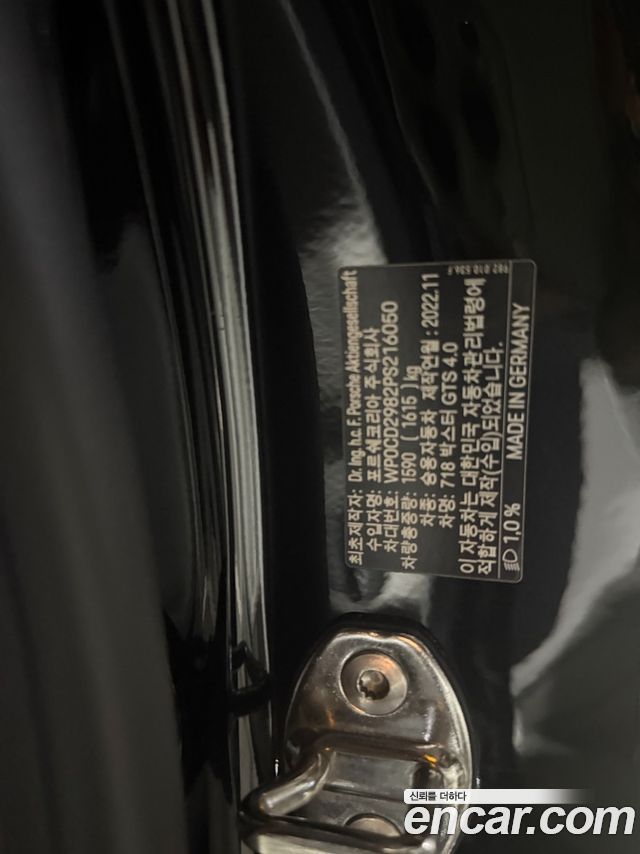 982.010.536.F
최초제작자: Dr. Ing. h.c. F. Porsche Aktiengesellschaft
수입자명: 포르쉐코리아 주식회사
차대번호: WP0CD2982PS216050
차량총중량: 1590 ( 1615 ) kg
차종: 승용자동차 제작연월 : 2022.11
차명: 718 박스터 GTS 4.0
이 자동차는 대한민국 자동차관리법령에
적합하게 제작(수입)되었습니다.
1,0 % MADE IN GERMANY
신뢰를 더하다
encar.com